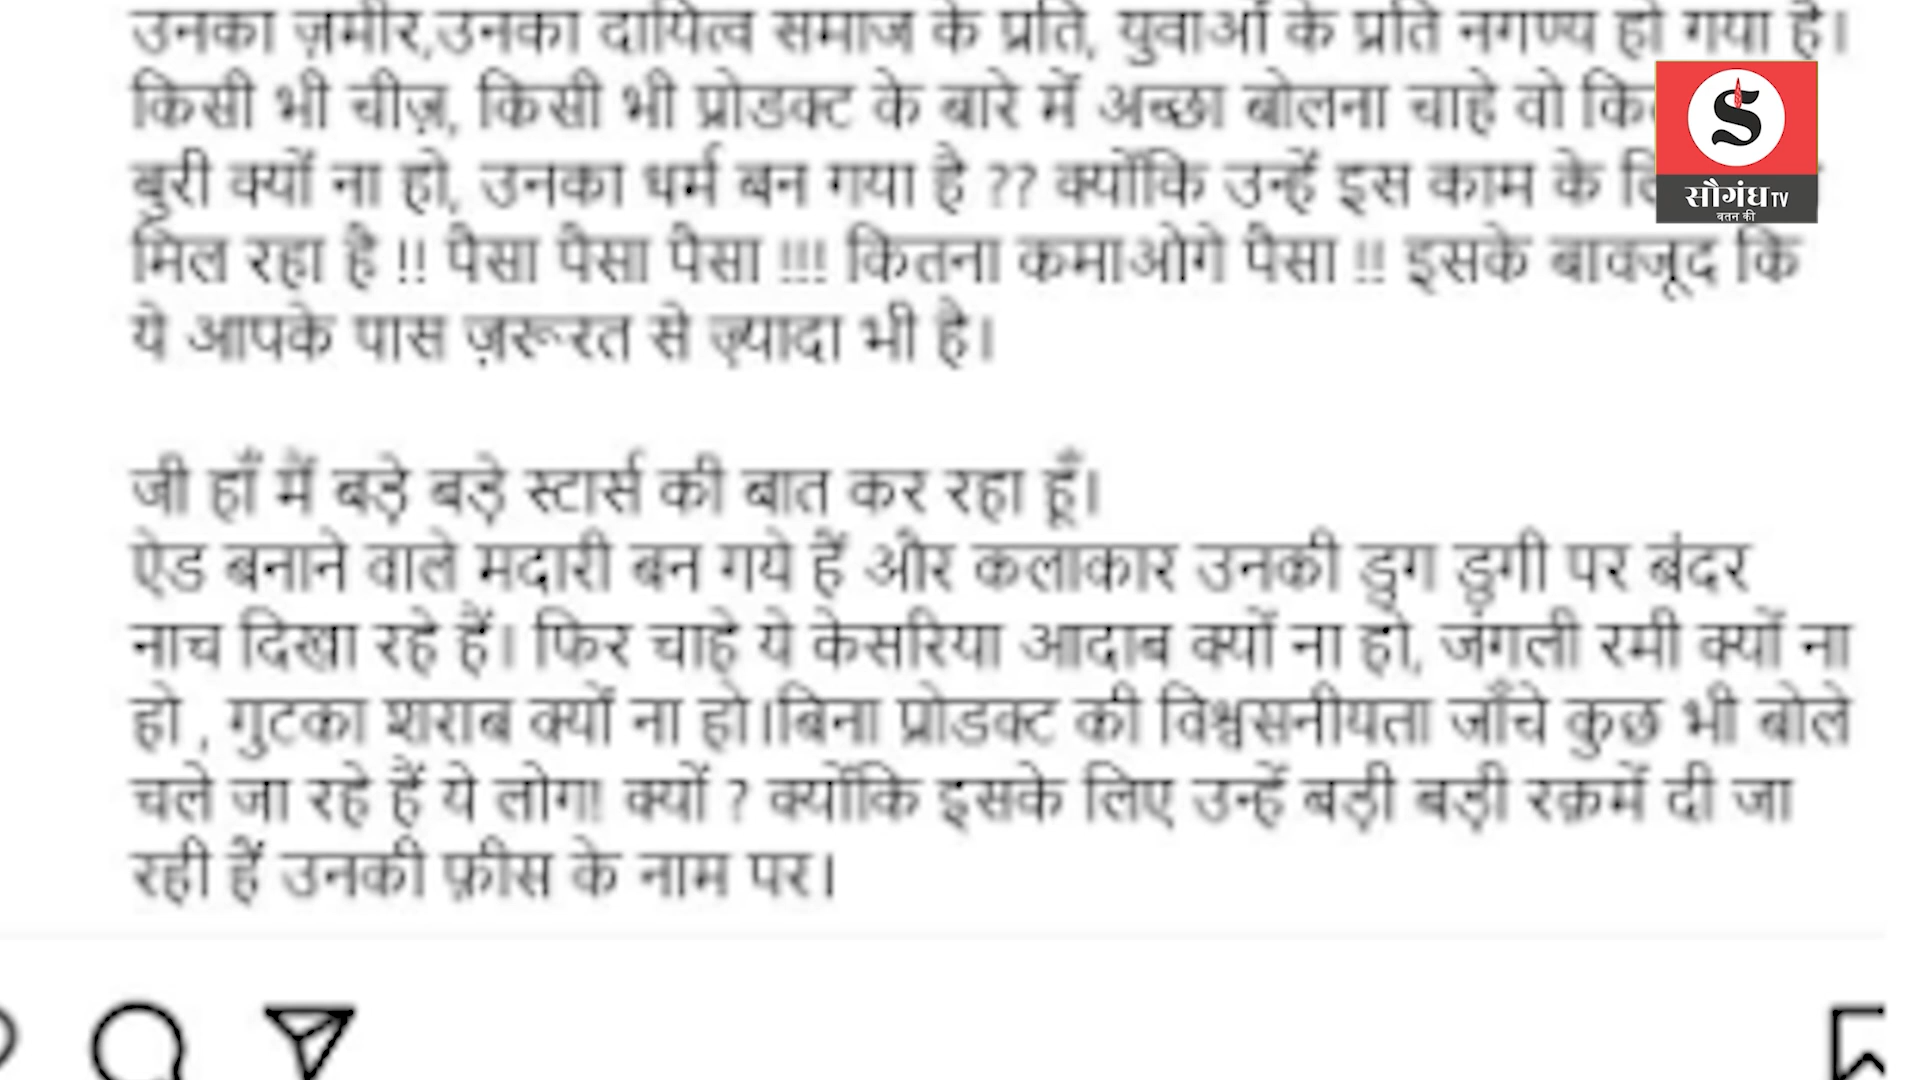 उनका ज़मीर,उनका दायित्व समाज के प्रति, युवाओं के प्रति नगण्य हो गया है।
किसी भी चीज़, किसी भी प्रोडक्ट के बारे में अच्छा बोलना चाहे वो
बुरी क्यों ना हो, उनका धर्म बन गया है ?? क्योंकि उन्हें इस काम के
मिल रहा है !! पैसा पैसा पैसा !!! कितना कमाओगे पैसा !! इसके बावजूद कि
ये आपके पास ज़रूरत से ज़्यादा भी है।
जी हाँ मैं बड़े बड़े स्टार्स की बात कर रहा हूँ।
ऐड बनाने वाले मदारी बन गये हैं और कलाकार उनकी डुग डुगी पर बंदर
नाच दिखा रहे हैं। फिर चाहे ये केसरिया आदाब क्यों ना हो, जंगली रमी क्यों ना
हो , गुटका शराब क्यों ना हो।बिना प्रोडक्ट की विश्वसनीयता जाँचे कुछ भी बोले
चले जा रहे हैं ये लोग! क्यों ? क्योंकि इसके लिए उन्हें बड़ी बड़ी रक़में दी जा
रही हैं उनकी फ़ीस के नाम पर।
S
सौगंध TV
वतन की